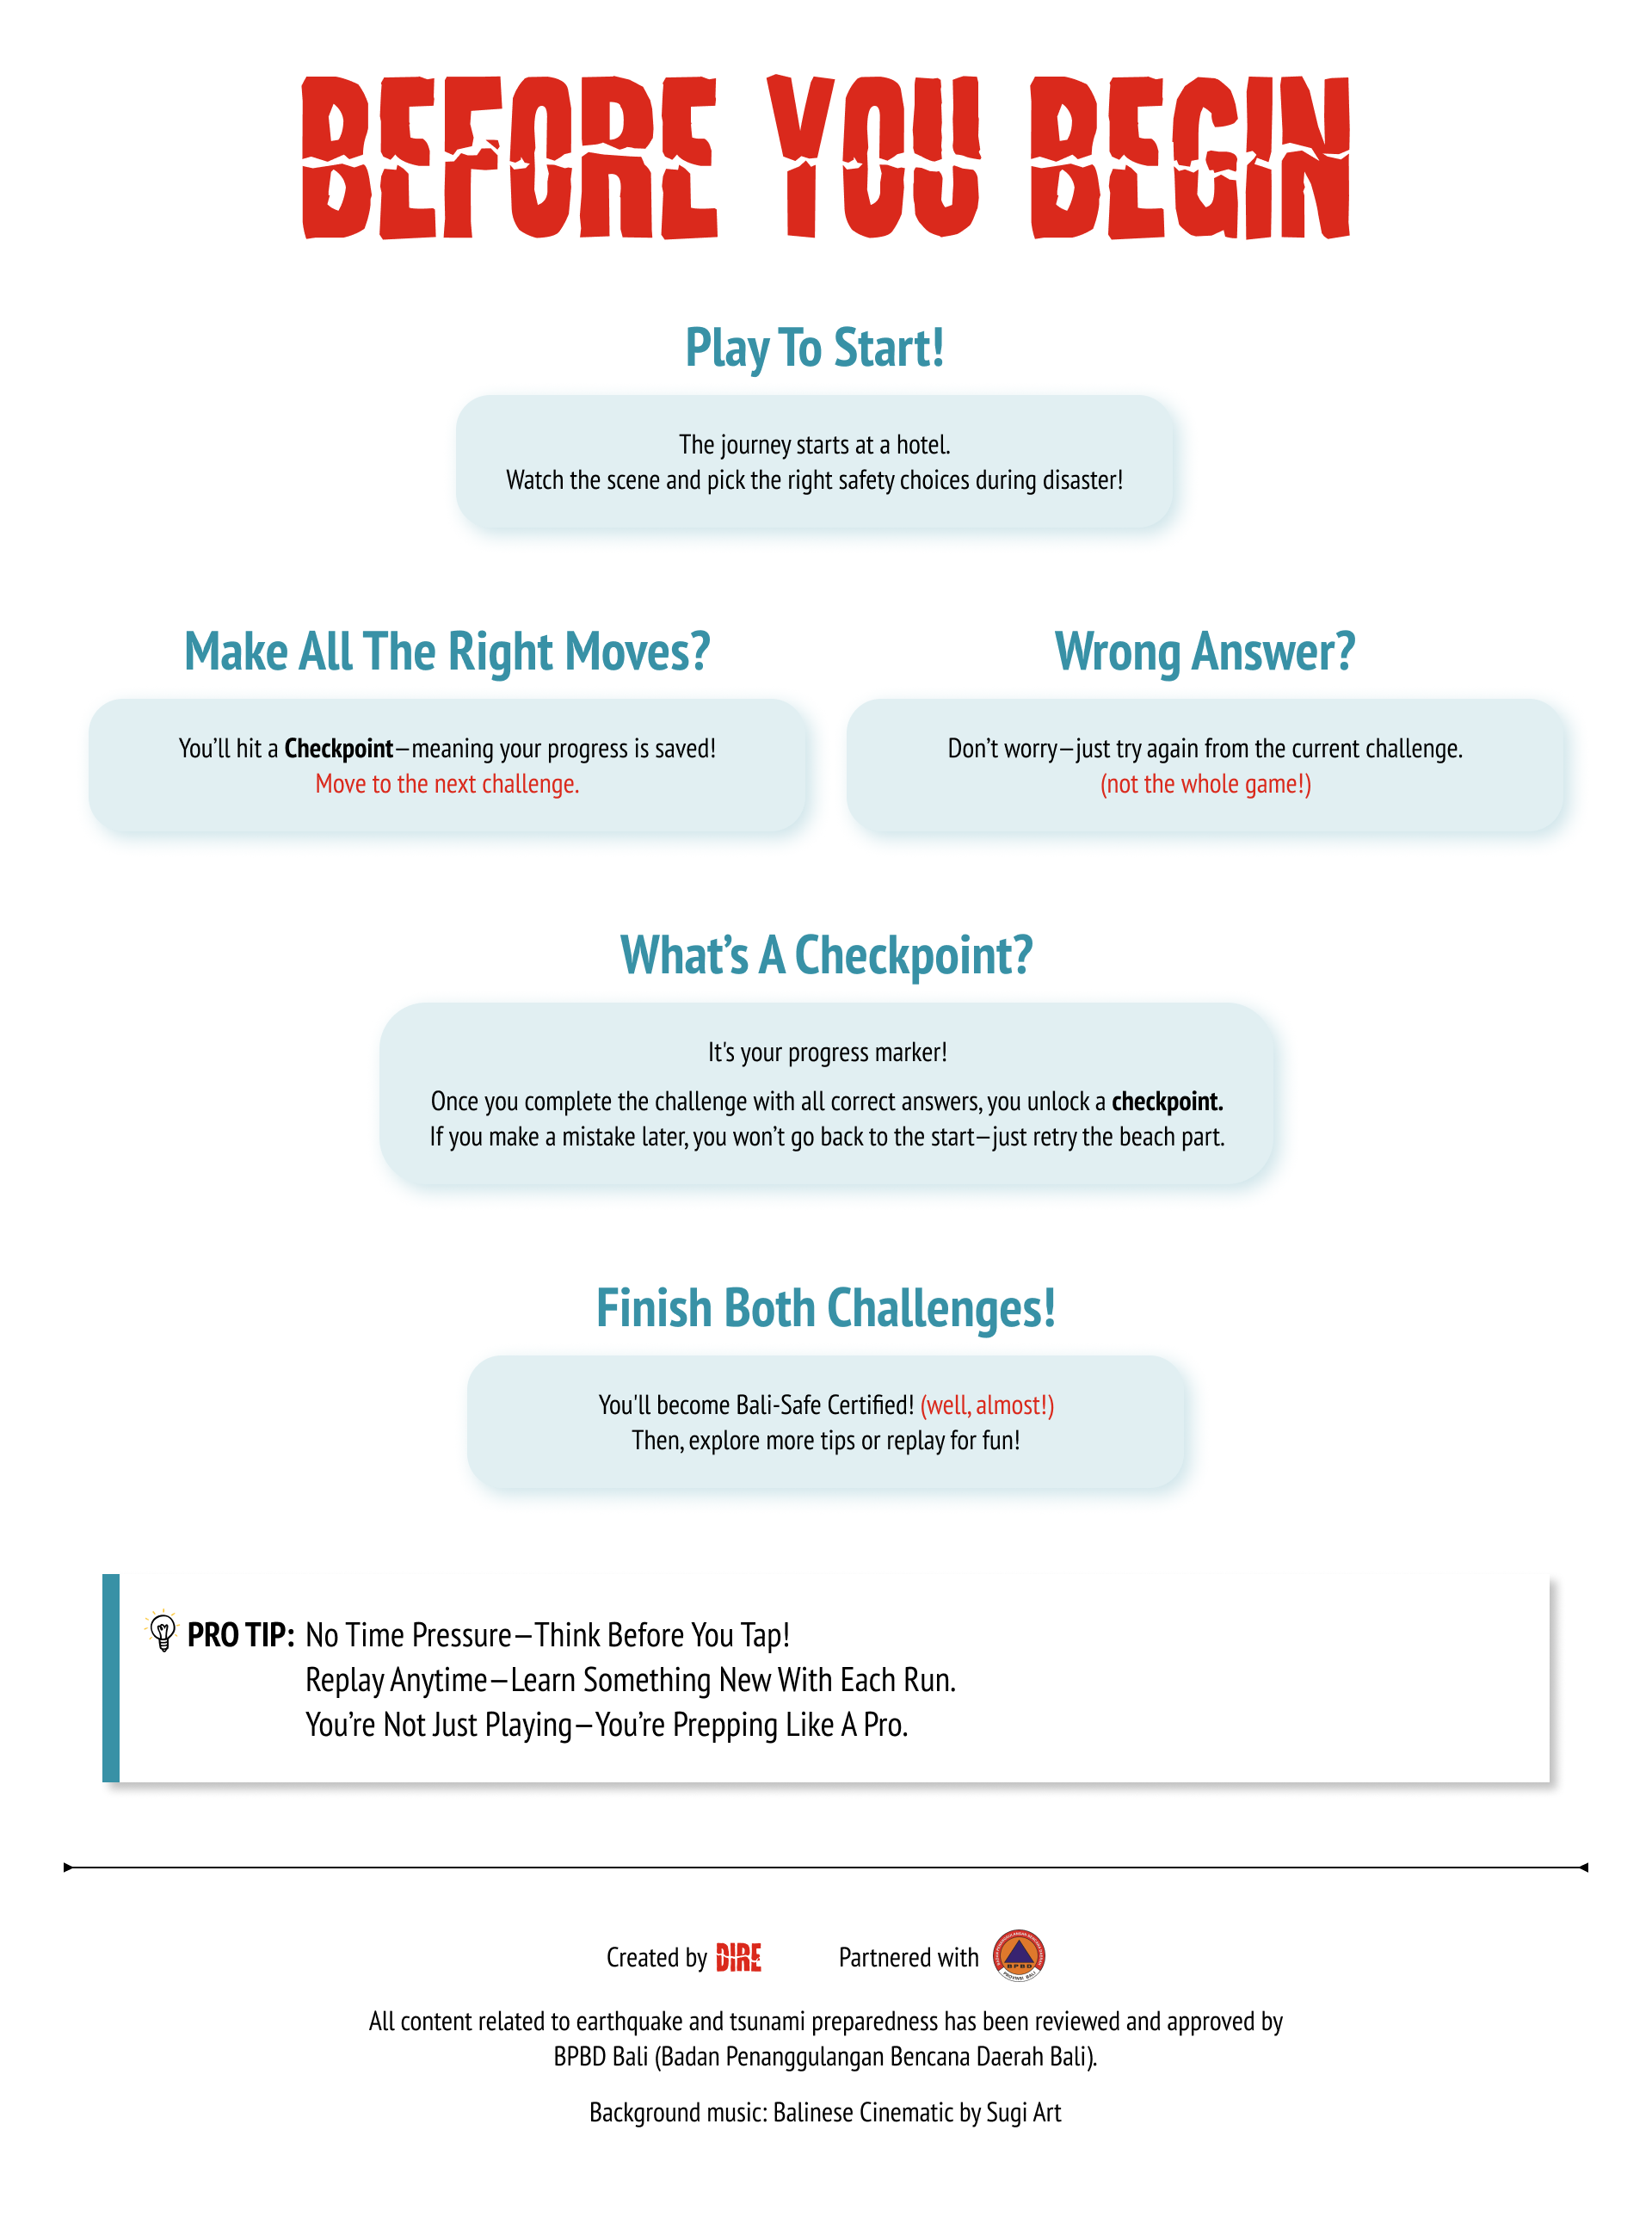 BEFORE YOU BEGIN
Play To Start!
The journey starts at a hotel.
Watch the scene and pick the right safety choices during disaster!
Make All The Right Moves?
You’ll hit a Checkpoint—meaning your progress is saved!
Move to the next challenge.
Wrong Answer?
Don’t worry—just try again from the current challenge.
(not the whole game!)
What’s A Checkpoint?
It's your progress marker!
Once you complete the challenge with all correct answers, you unlock a checkpoint.
If you make a mistake later, you won’t go back to the start—just retry the beach part.
Finish Both Challenges!
You'll become Bali-Safe Certified! (well, almost!)
Then, explore more tips or replay for fun!
PRO TIP: No Time Pressure—Think Before You Tap!
Replay Anytime—Learn Something New With Each Run.
You’re Not Just Playing—You’re Prepping Like A Pro.
Created by DIRE
Partnered with
BPBD
PROVINSI BALI
All content related to earthquake and tsunami preparedness has been reviewed and approved by
BPBD Bali (Badan Penanggulangan Bencana Daerah Bali).
Background music: Balinese Cinematic by Sugi Art